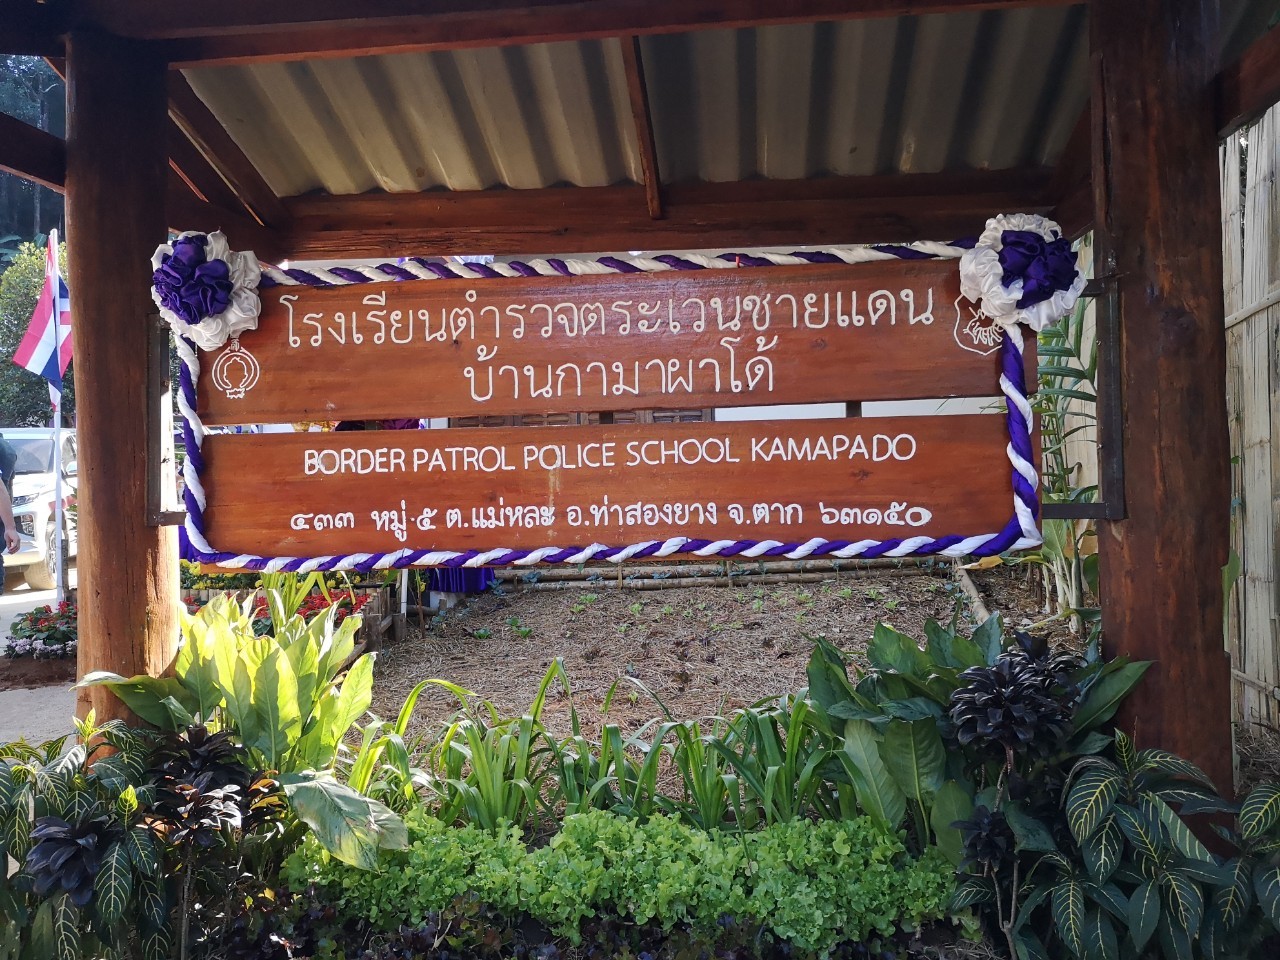 โรงเรียนตำรวจตระเวนชายแดน
บ้านกามาผาโด้
BORDER PATROL POLICE SCHOOL KAMAPADO
๔๓๓ หมู่.๕ ต.แม่หละ อ.ท่าสองยาง จ.ตาก ๖๓๑๕๐